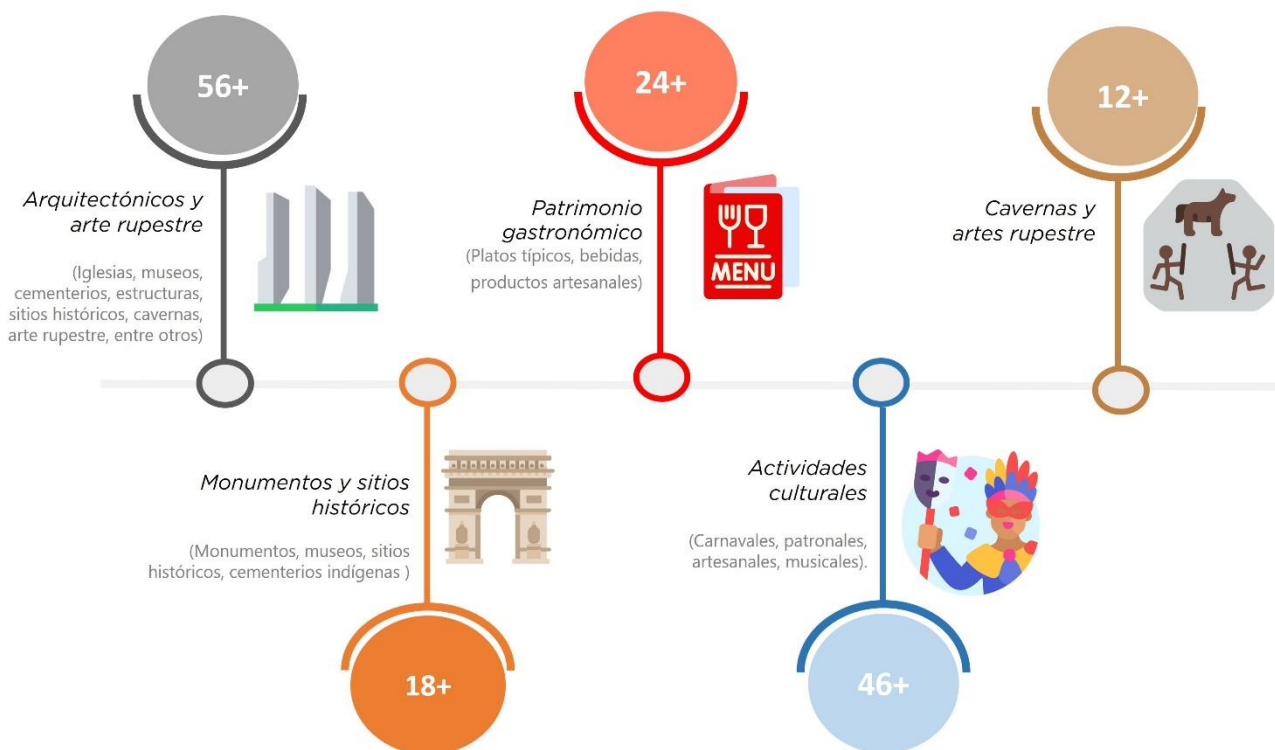 56+
Arquitectónicos y
arte rupestre
(Iglesias, museos,
cementerios, estructuras,
sitios históricos, cavernas,
arte rupestre, entre otros)
18+
Monumentos y sitios
históricos
(Monumentos, museos, sitios
históricos, cementerios indígenas )
24+
Patrimonio
gastronómico
(Platos típicos, bebidas,
productos artesanales)
MENU
46+
Actividades
culturales
(Carnavales, patronales,
artesanales, musicales).
12+
Cavernas y
artes rupestre